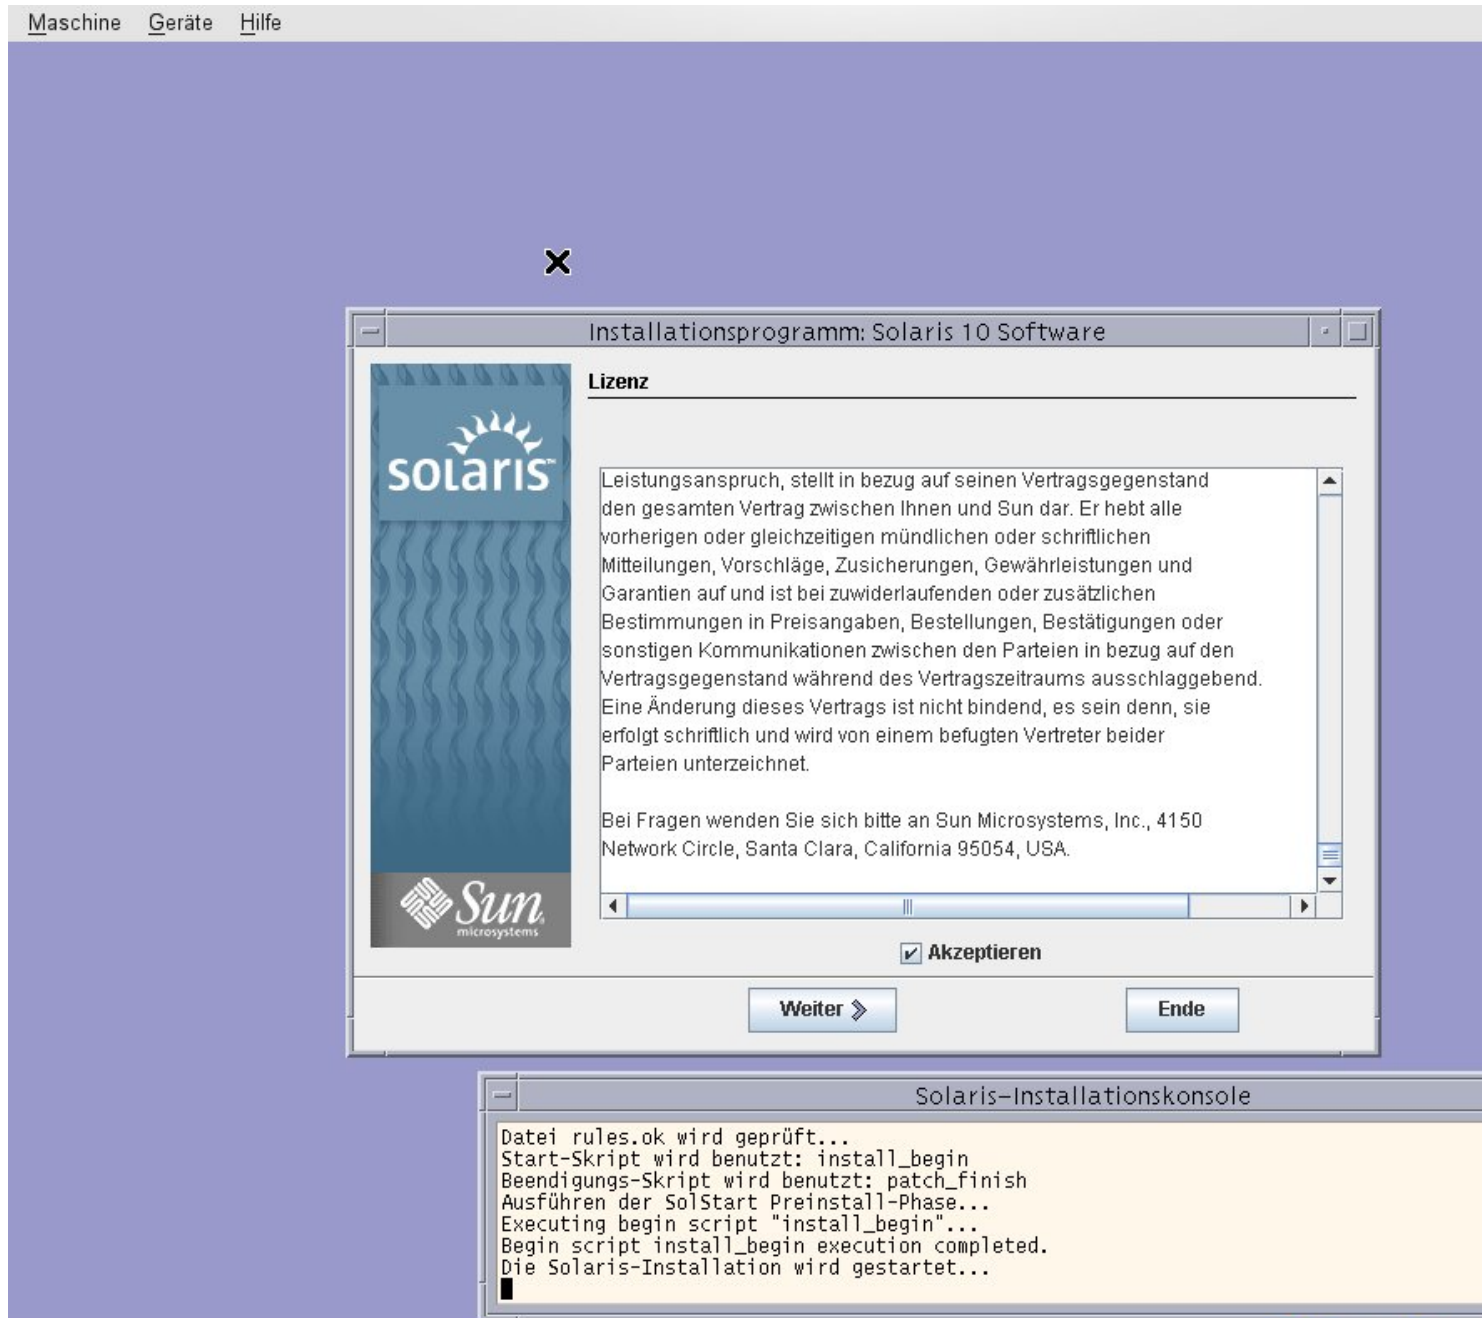 Maschine Geräte Hilfe
Installationsprogramm: Solaris 10 Software
solaris™
Sun
microsystems
Lizenz
Leistungsanspruch, stellt in bezug auf seinen Vertragsgegenstand
den gesamten Vertrag zwischen Ihnen und Sun dar. Er hebt alle
vorherigen oder gleichzeitigen mündlichen oder schriftlichen
Mitteilungen, Vorschläge, Zusicherungen, Gewährleistungen und
Garantien auf und ist bei zuwiderlaufenden oder zusätzlichen
Bestimmungen in Preisangaben, Bestellungen, Bestätigungen oder
sonstigen Kommunikationen zwischen den Parteien in bezug auf den
Vertragsgegenstand während des Vertragszeitraums ausschlaggebend.
Eine Änderung dieses Vertrags ist nicht bindend, es sein denn, sie
erfolgt schriftlich und wird von einem befugten Vertreter beider
Parteien unterzeichnet.
Bei Fragen wenden Sie sich bitte an Sun Microsystems, Inc., 4150
Network Circle, Santa Clara, California 95054, USA.
Akzeptieren
Weiter Ende
Solaris-Installationskonsole
Datei rules.ok wird geprüft...
Start-Skript wird benutzt: install_begin
Beendigungs-Skript wird benutzt: patch_finish
Ausführen der SolStart Preinstall-Phase...
Executing begin script "install_begin"...
Begin script install_begin execution completed.
Die Solaris-Installation wird gestartet...